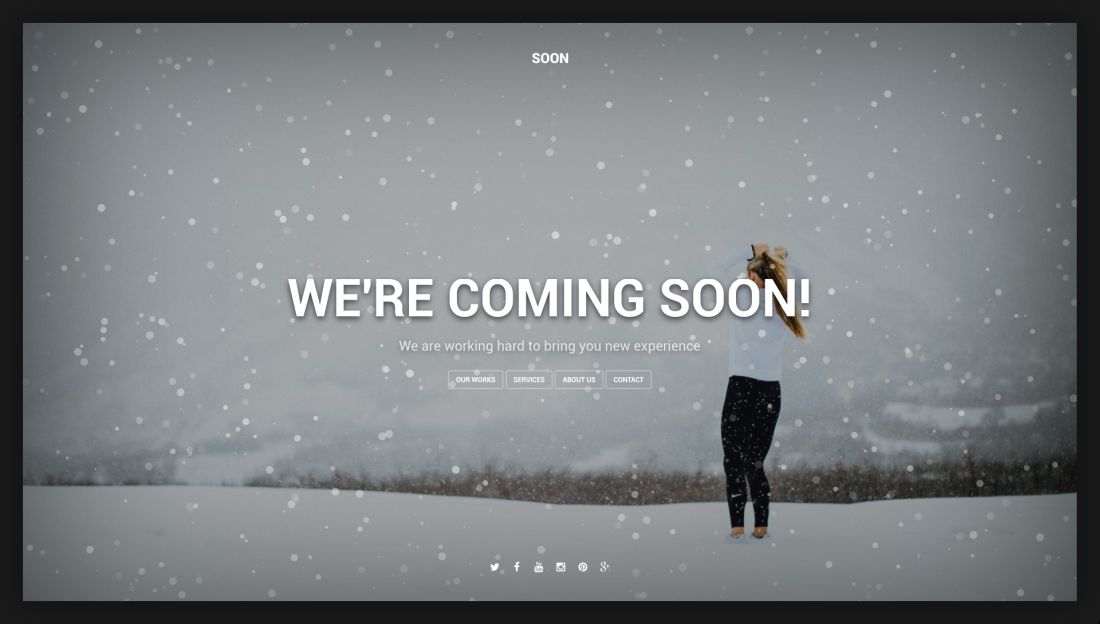 SOON
WE'RE COMING SOON!
We are working hard to bring you new experience
OUR WORKS SERVICES ABOUT US CONTACT